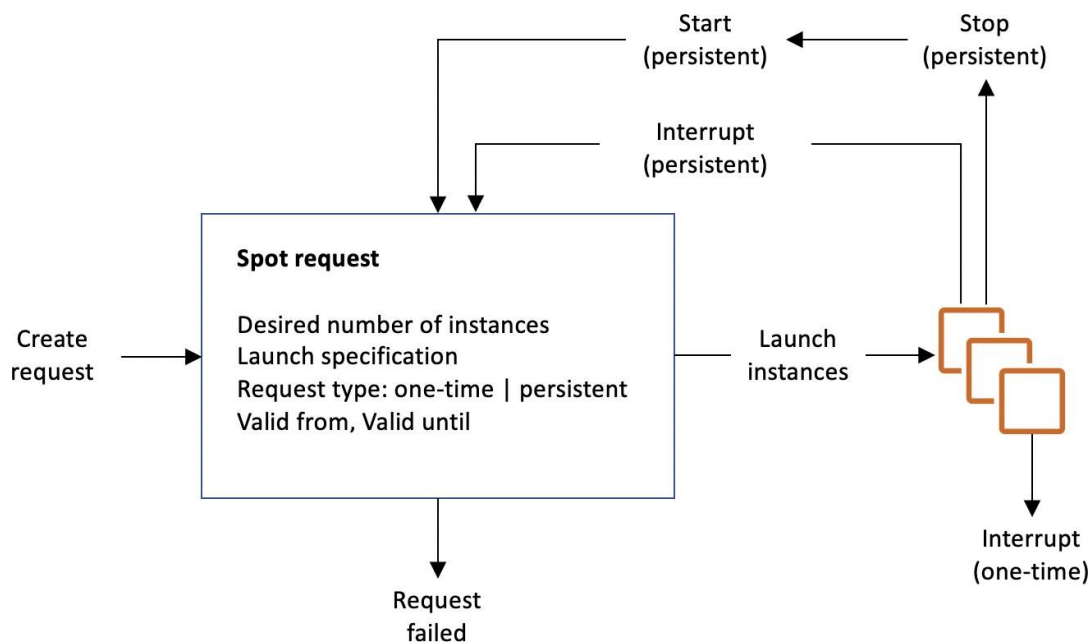 Start
(persistent)
Stop
(persistent)
Interrupt
(persistent)
Spot request
Desired number of instances
Launch specification
Request type: one-time | persistent
Valid from, Valid until
Create
request
Launch
instances
Interrupt
(one-time)
Request
failed